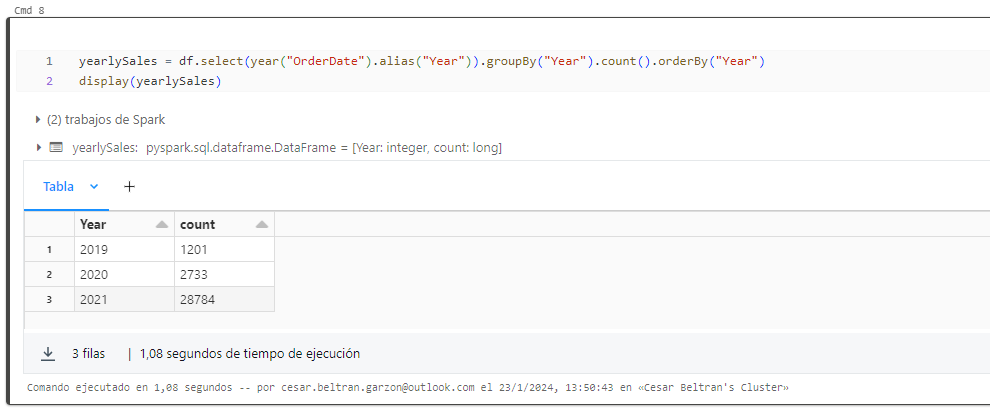 Cmd 8
1 yearlySales = df.select(year("OrderDate").alias("Year")).groupBy("Year").count().orderBy("Year")
2 display(yearlySales)
(2) trabajos de Spark
yearlySales: pyspark.sql.dataframe.DataFrame = [Year: integer, count: long]
Tabla +
Year count
1 2019 1201
2 2020 2733
3 2021 28784
3 filas | 1,08 segundos de tiempo de ejecución
Comando ejecutado en 1,08 segundos -- por cesar.beltran.garzon@outlook.com el 23/1/2024, 13:50:43 en «Cesar Beltran's Cluster»